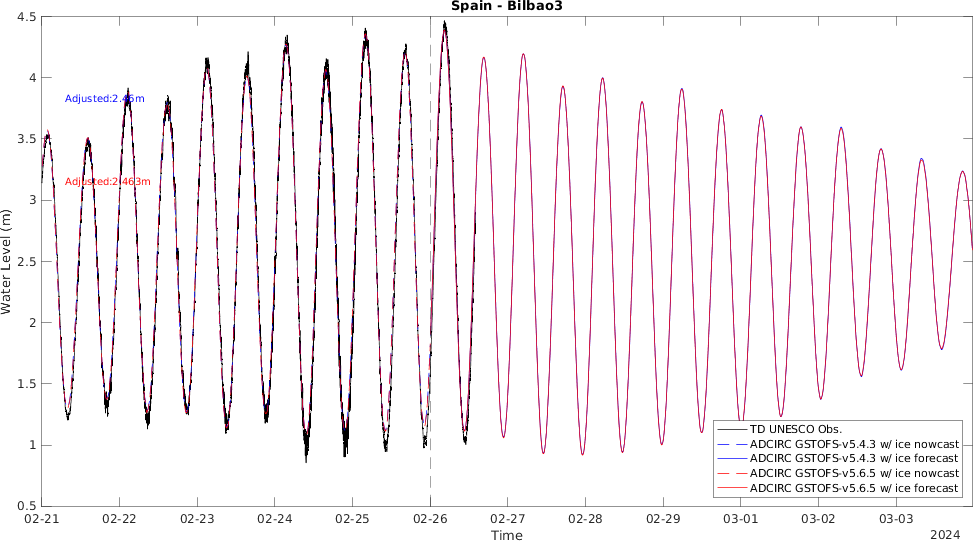 Spain - Bilbao3
4.5
4
3.5
3
2.5
2
1.5
1
0.5
Water Level (m)
Adjusted:2.45m
Adjusted:2.463m
TD UNESCO Obs.
ADCIRC GSTOFS-v5.4.3 w/ ice nowcast
ADCIRC GSTOFS-v5.4.3 w/ ice forecast
ADCIRC GSTOFS-v5.6.5 w/ ice nowcast
ADCIRC GSTOFS-v5.6.5 w/ ice forecast
02-21 02-22 02-23 02-24 02-25 02-26 02-27 02-28 02-29 03-01 03-02 03-03
Time
2024